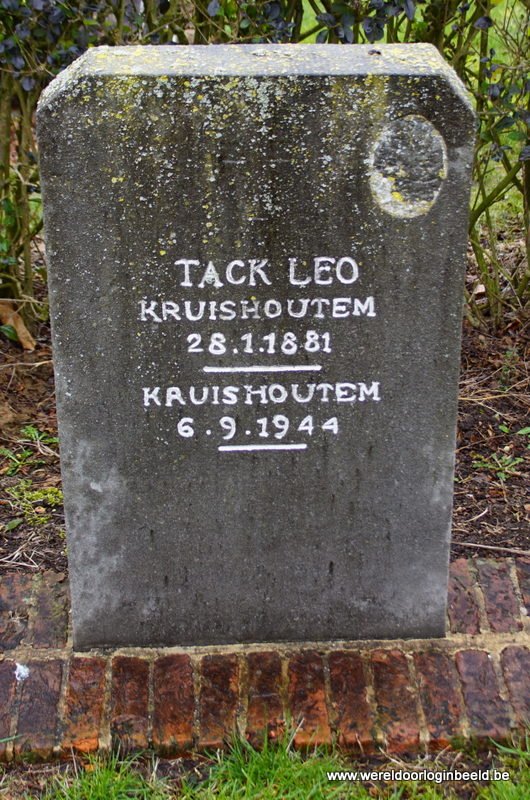 TACK LEO
KRUISHOUTEM
28.1.1881
KRUISHOUTEM
6.9.1944
www.wereldoorloginbeeld.be